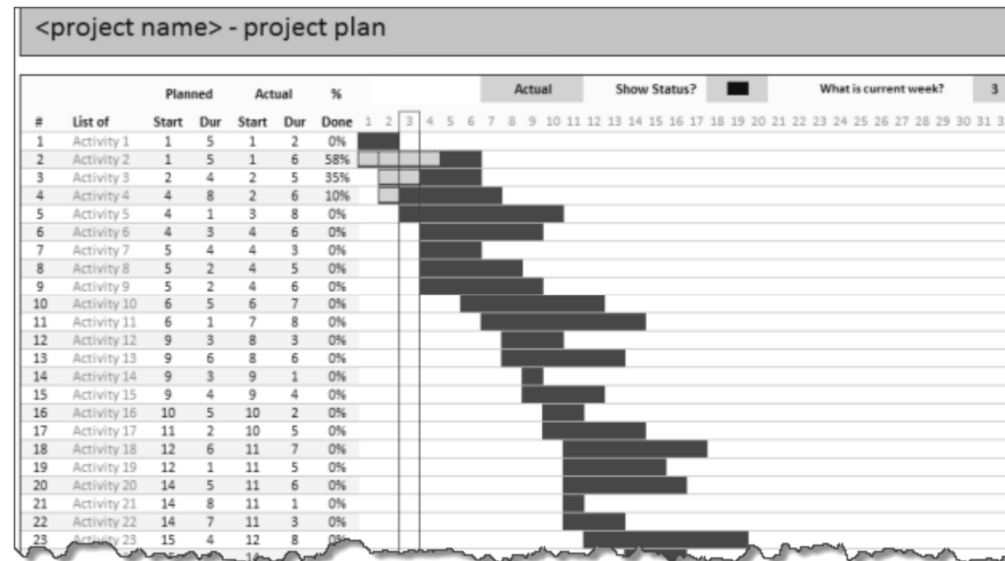 <project name> - project plan
Actual Show Status? What is current week? 3
Planned Actual %
# List of Start Dur Start Dur Done 1 2 3 4 5 6 7 8 9 10 11 12 13 14 15 16 17 18 19 20 21 22 23 24 25 26 27 28 29 30 31
1 Activity 1 1 5 1 2 0%
2 Activity 2 1 5 1 6 58%
3 Activity 3 2 4 2 5 35%
4 Activity 4 4 8 2 6 10%
5 Activity 5 4 1 3 8 0%
6 Activity 6 4 3 4 6 0%
7 Activity 7 5 4 4 3 0%
8 Activity 8 5 2 4 5 0%
9 Activity 9 5 2 4 6 0%
10 Activity 10 6 5 6 7 0%
11 Activity 11 6 1 7 8 0%
12 Activity 12 9 3 8 3 0%
13 Activity 13 9 6 8 6 0%
14 Activity 14 9 3 9 1 0%
15 Activity 15 9 4 9 4 0%
16 Activity 16 10 5 10 2 0%
17 Activity 17 11 2 10 5 0%
18 Activity 18 12 6 11 7 0%
19 Activity 19 12 1 11 5 0%
20 Activity 20 14 5 11 6 0%
21 Activity 21 14 8 11 1 0%
22 Activity 22 14 7 11 3 0%
23 Activity 23 15 4 12 8 0%